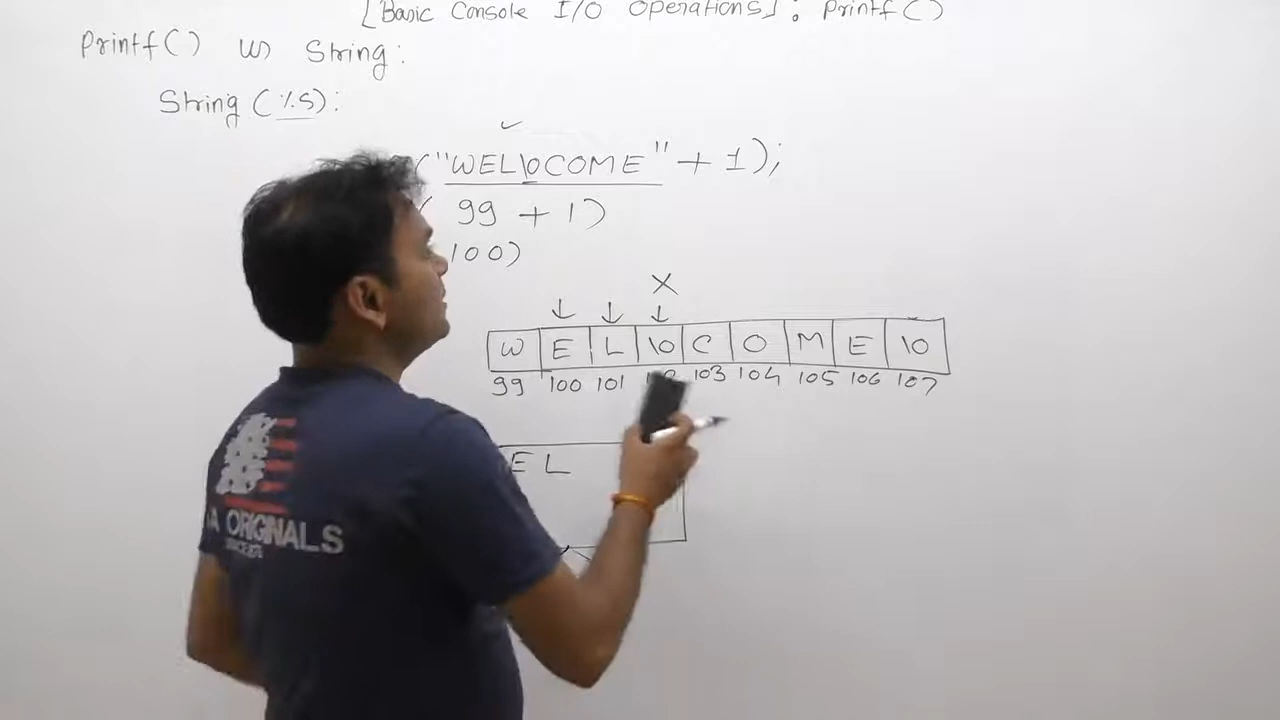 [Basic Console I/O Operations]: Printf()
Printf() w String:
String (%s):
("WEL\0COME" + 1);
( 99 + 1)
100)
X
W E L \0 C O M E \0
99 100 101 103 104 105 106 107
E L
ORIGINALS